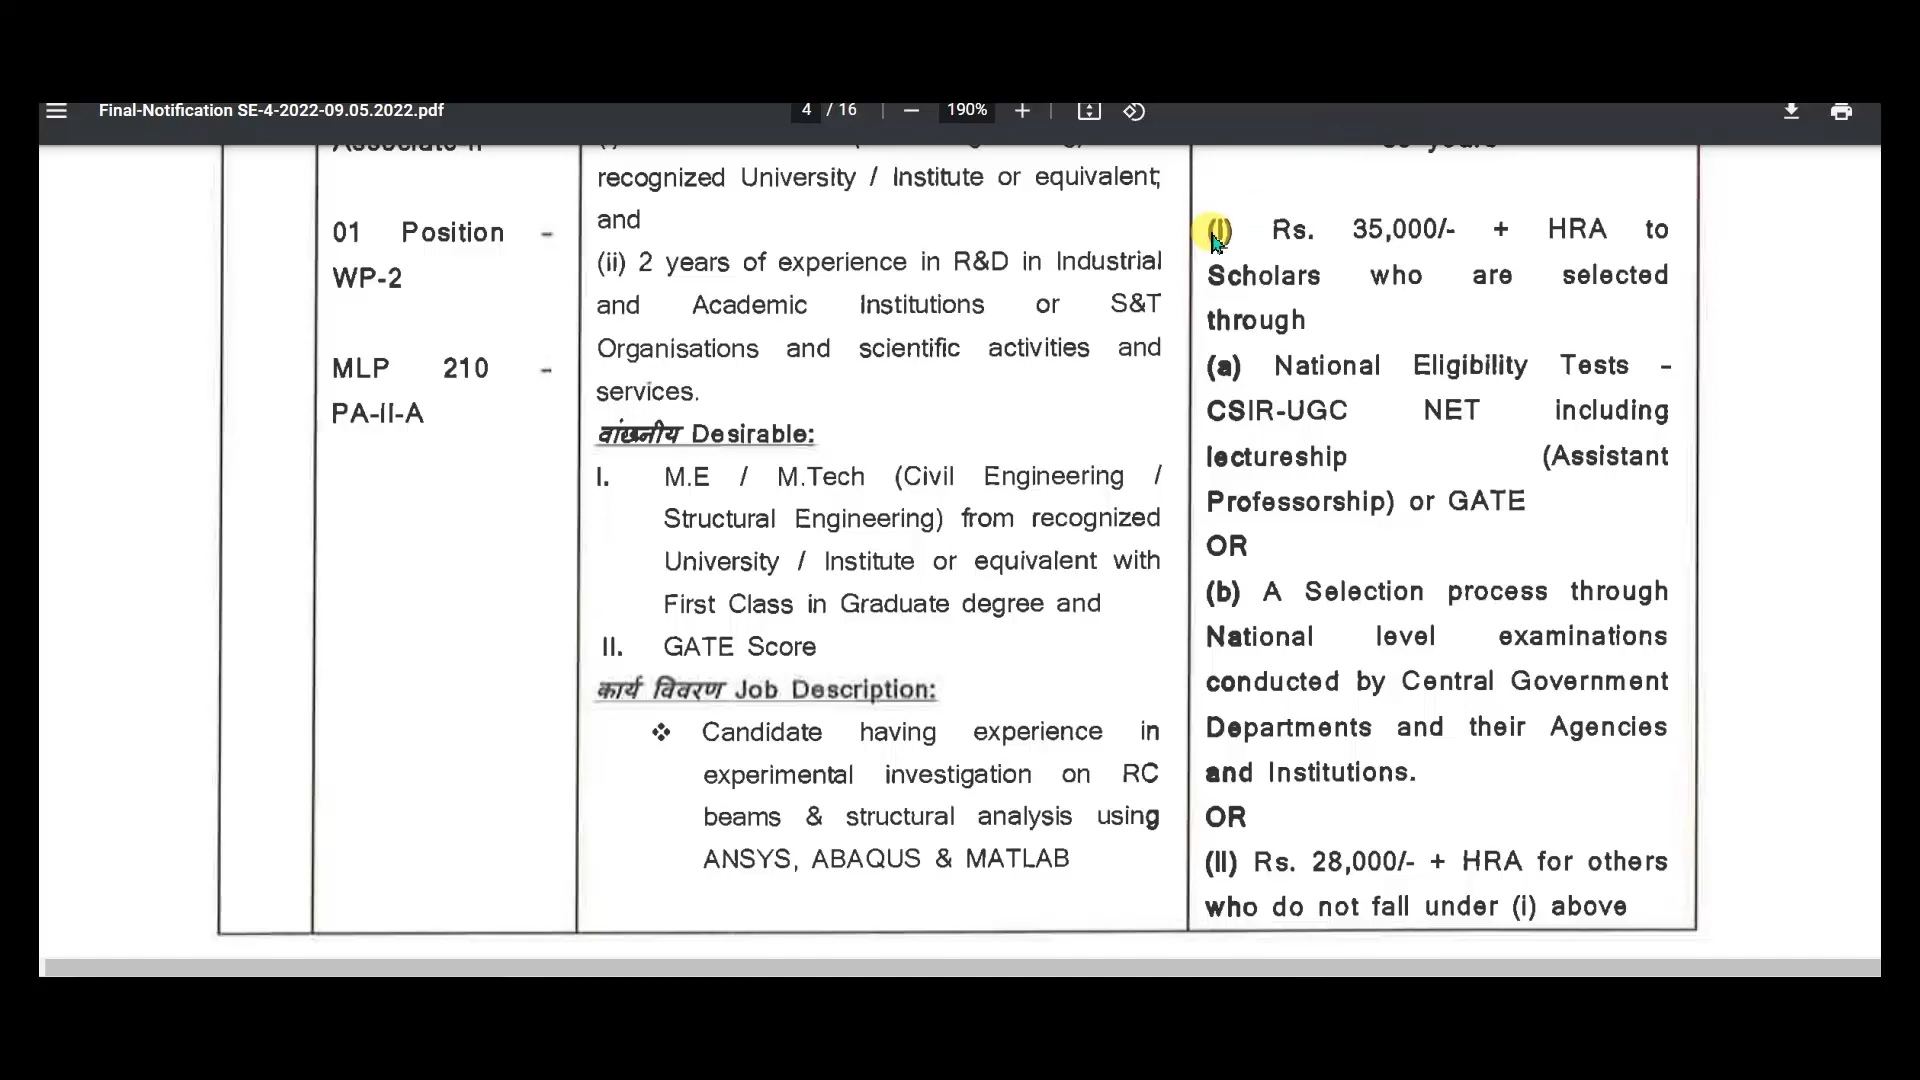 Final-Notification SE-4-2022-09.05.2022.pdf
4 / 16
190%
recognized University / Institute or equivalent;
and
(ii) 2 years of experience in R&D in Industrial
and Academic Institutions or S&T
Organisations and scientific activities and
services.
वांछनीय Desirable:
I. M.E / M.Tech (Civil Engineering /
Structural Engineering) from recognized
University / Institute or equivalent with
First Class in Graduate degree and
II. GATE Score
कार्य विवरण Job Description:
❖ Candidate having experience in
experimental investigation on RC
beams & structural analysis using
ANSYS, ABAQUS & MATLAB
01 Position -
WP-2
MLP 210 -
PA-II-A
(I) Rs. 35,000/- + HRA to
Scholars who are selected
through
(a) National Eligibility Tests -
CSIR-UGC NET including
lectureship (Assistant
Professorship) or GATE
OR
(b) A Selection process through
National level examinations
conducted by Central Government
Departments and their Agencies
and Institutions.
OR
(II) Rs. 28,000/- + HRA for others
who do not fall under (i) above